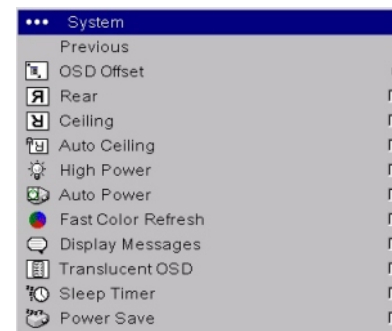 System
Previous
OSD Offset
Rear
Ceiling
Auto Ceiling
High Power
Auto Power
Fast Color Refresh
Display Messages
Translucent OSD
Sleep Timer
Power Save